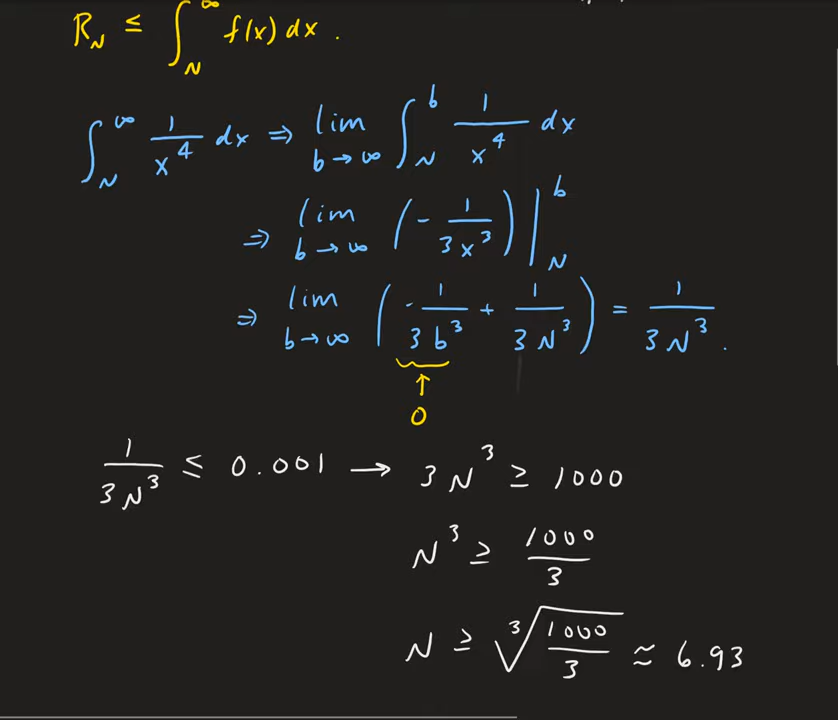 R_N ≤ ∫_N^∞ f(x) dx .
∫_N^∞ 1/x^4 dx ⇒ lim_{b→∞} ∫_N^b 1/x^4 dx
⇒ lim_{b→∞} (- 1/(3x^3)) |_N^b
⇒ lim_{b→∞} (- 1/(3b^3) + 1/(3N^3)) = 1/(3N^3) .
↑
0
1/(3N^3) ≤ 0.001 → 3N^3 ≥ 1000
N^3 ≥ 1000/3
N ≥ ∛(1000/3) ≈ 6.93